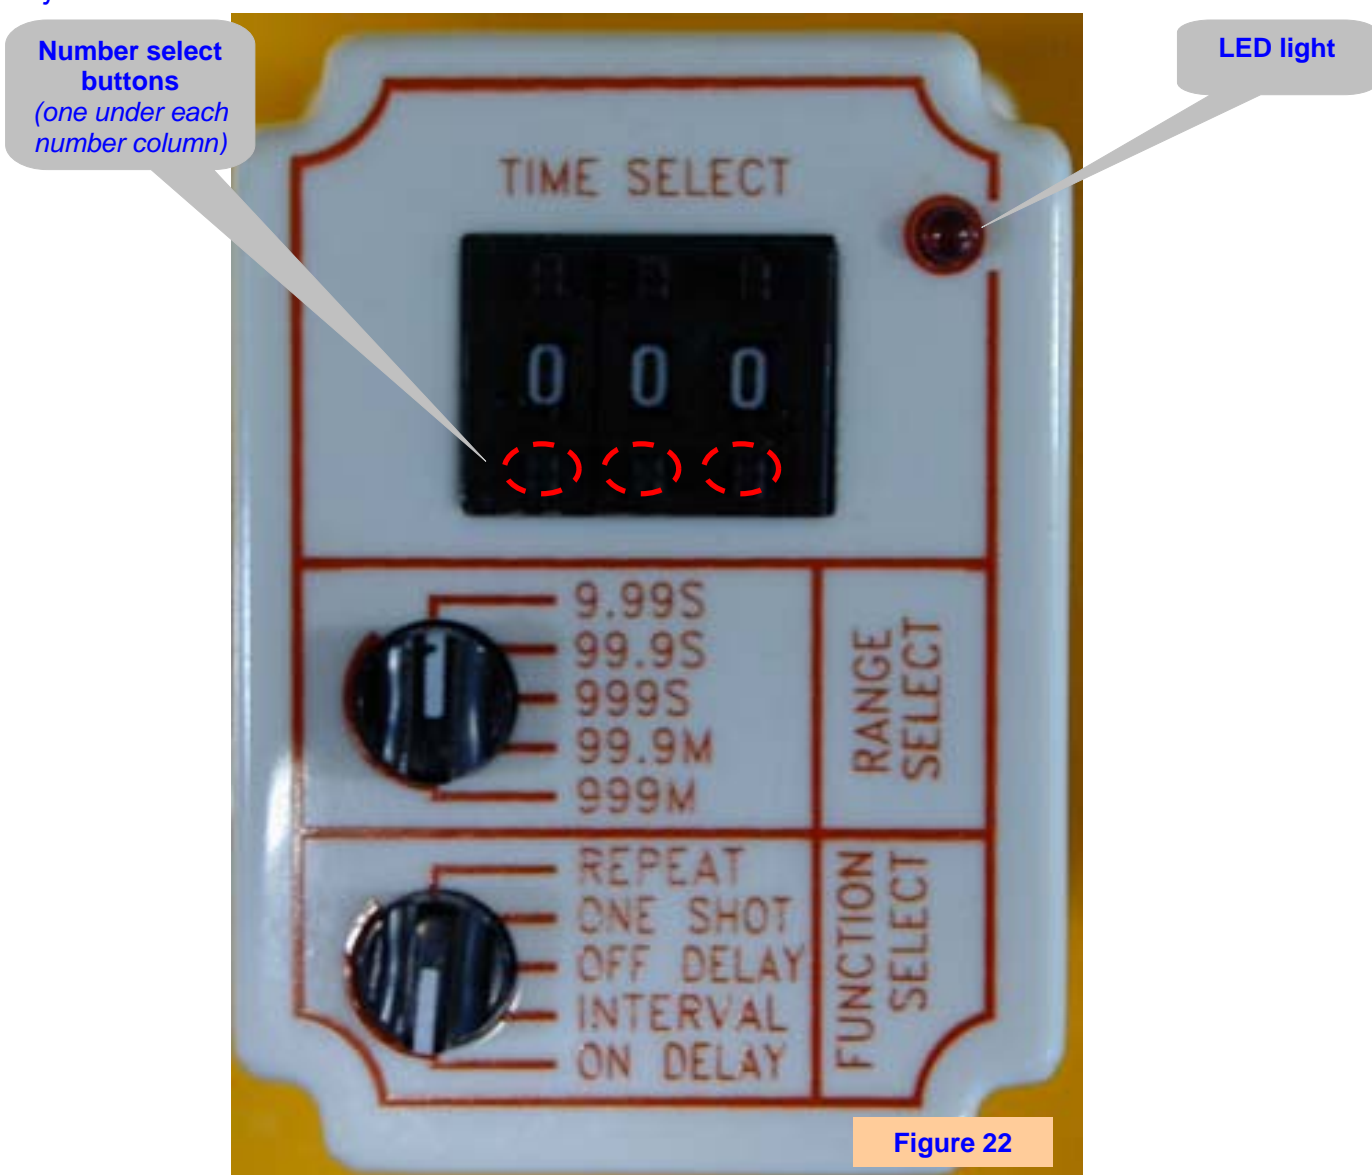 Number select
buttons
(one under each
number column)
LED light
TIME SELECT
0 0 0
9.99S
99.9S
999S
99.9M
999M
RANGE
SELECT
REPEAT
ONE SHOT
OFF DELAY
INTERVAL
ON DELAY
FUNCTION
SELECT
Figure 22